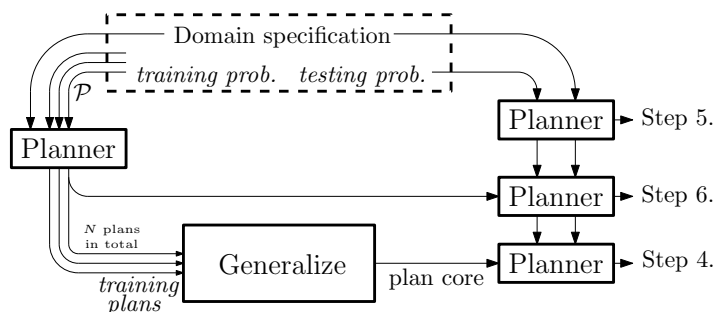 Domain specification
training prob. testing prob.
𝒫
Planner
Planner
Step 5.
Planner
Step 6.
N plans
in total
Generalize
training
plans
plan core
Planner
Step 4.